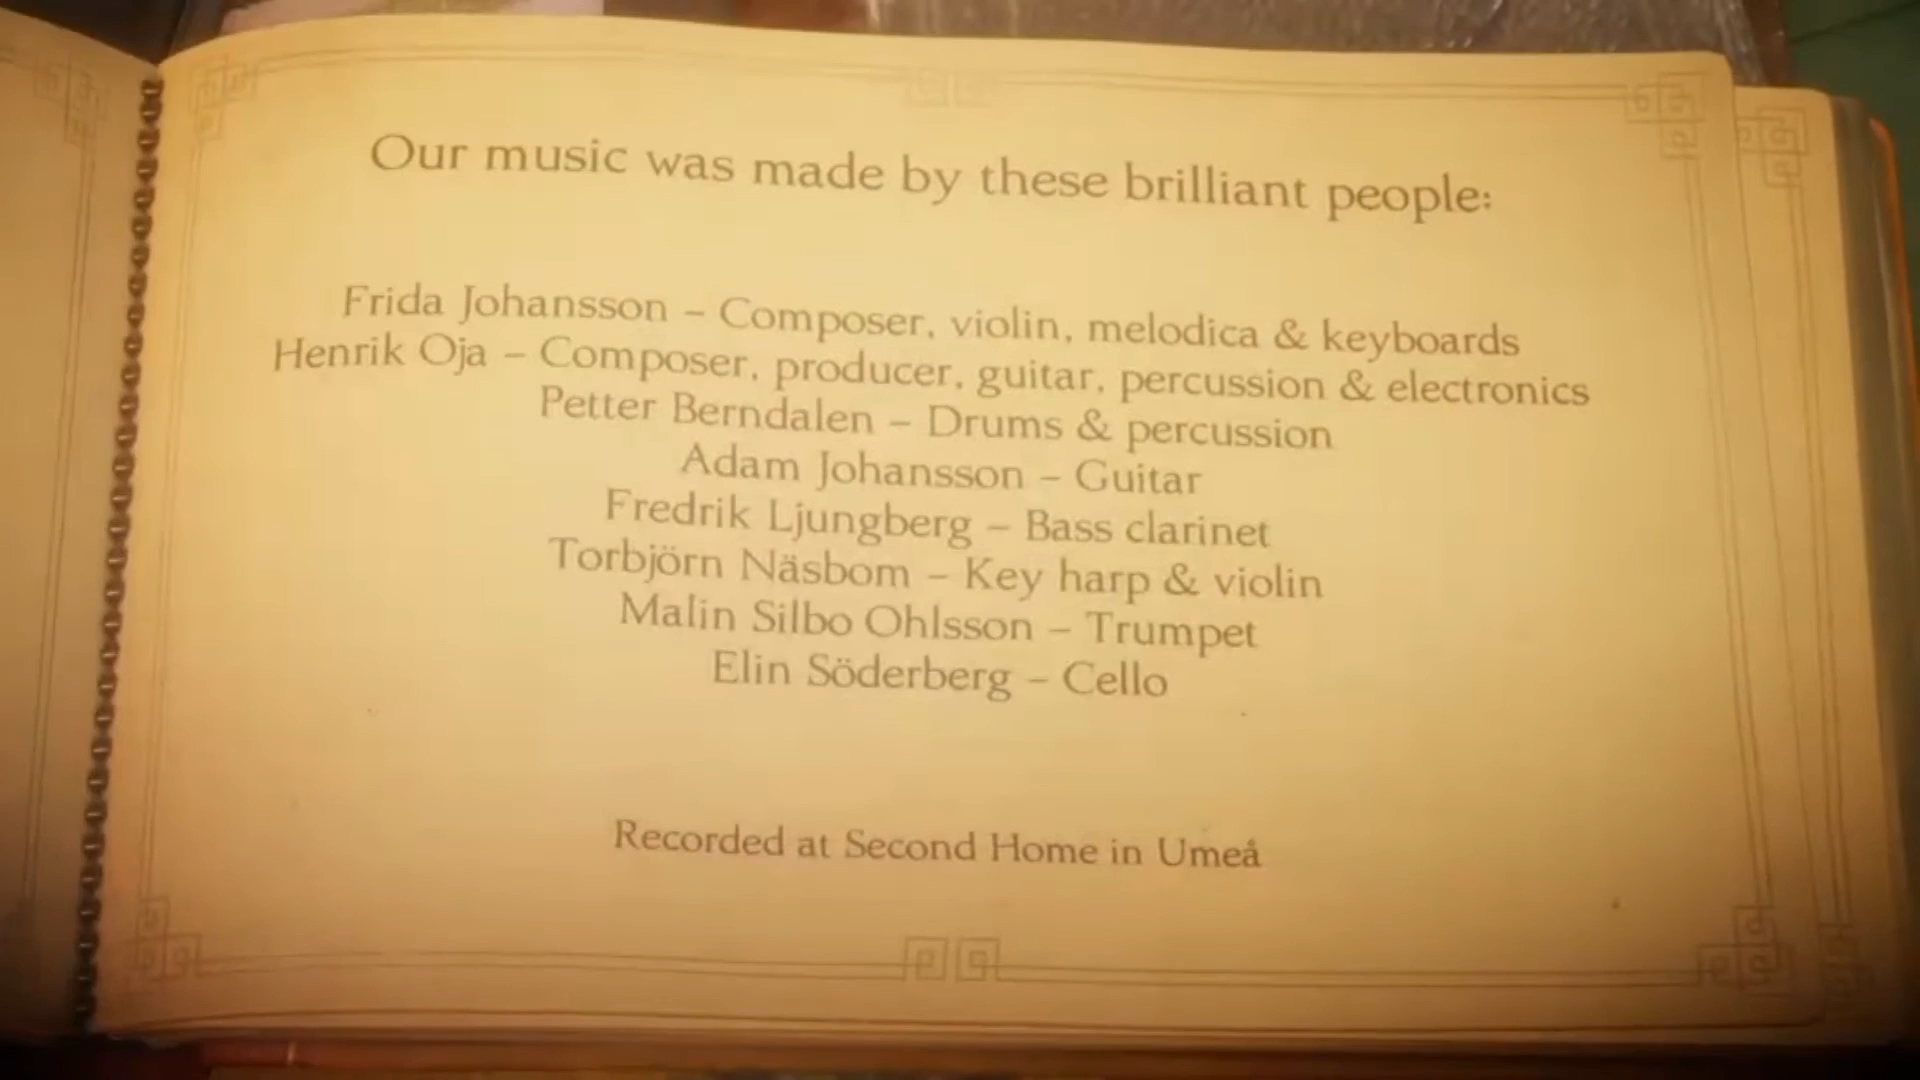 Our music was made by these brilliant people:
Frida Johansson – Composer, violin, melodica & keyboards
Henrik Oja – Composer, producer, guitar, percussion & electronics
Petter Berndalen – Drums & percussion
Adam Johansson – Guitar
Fredrik Ljungberg – Bass clarinet
Torbjörn Näsbom – Key harp & violin
Malin Silbo Ohlsson – Trumpet
Elin Söderberg – Cello
Recorded at Second Home in Umeå